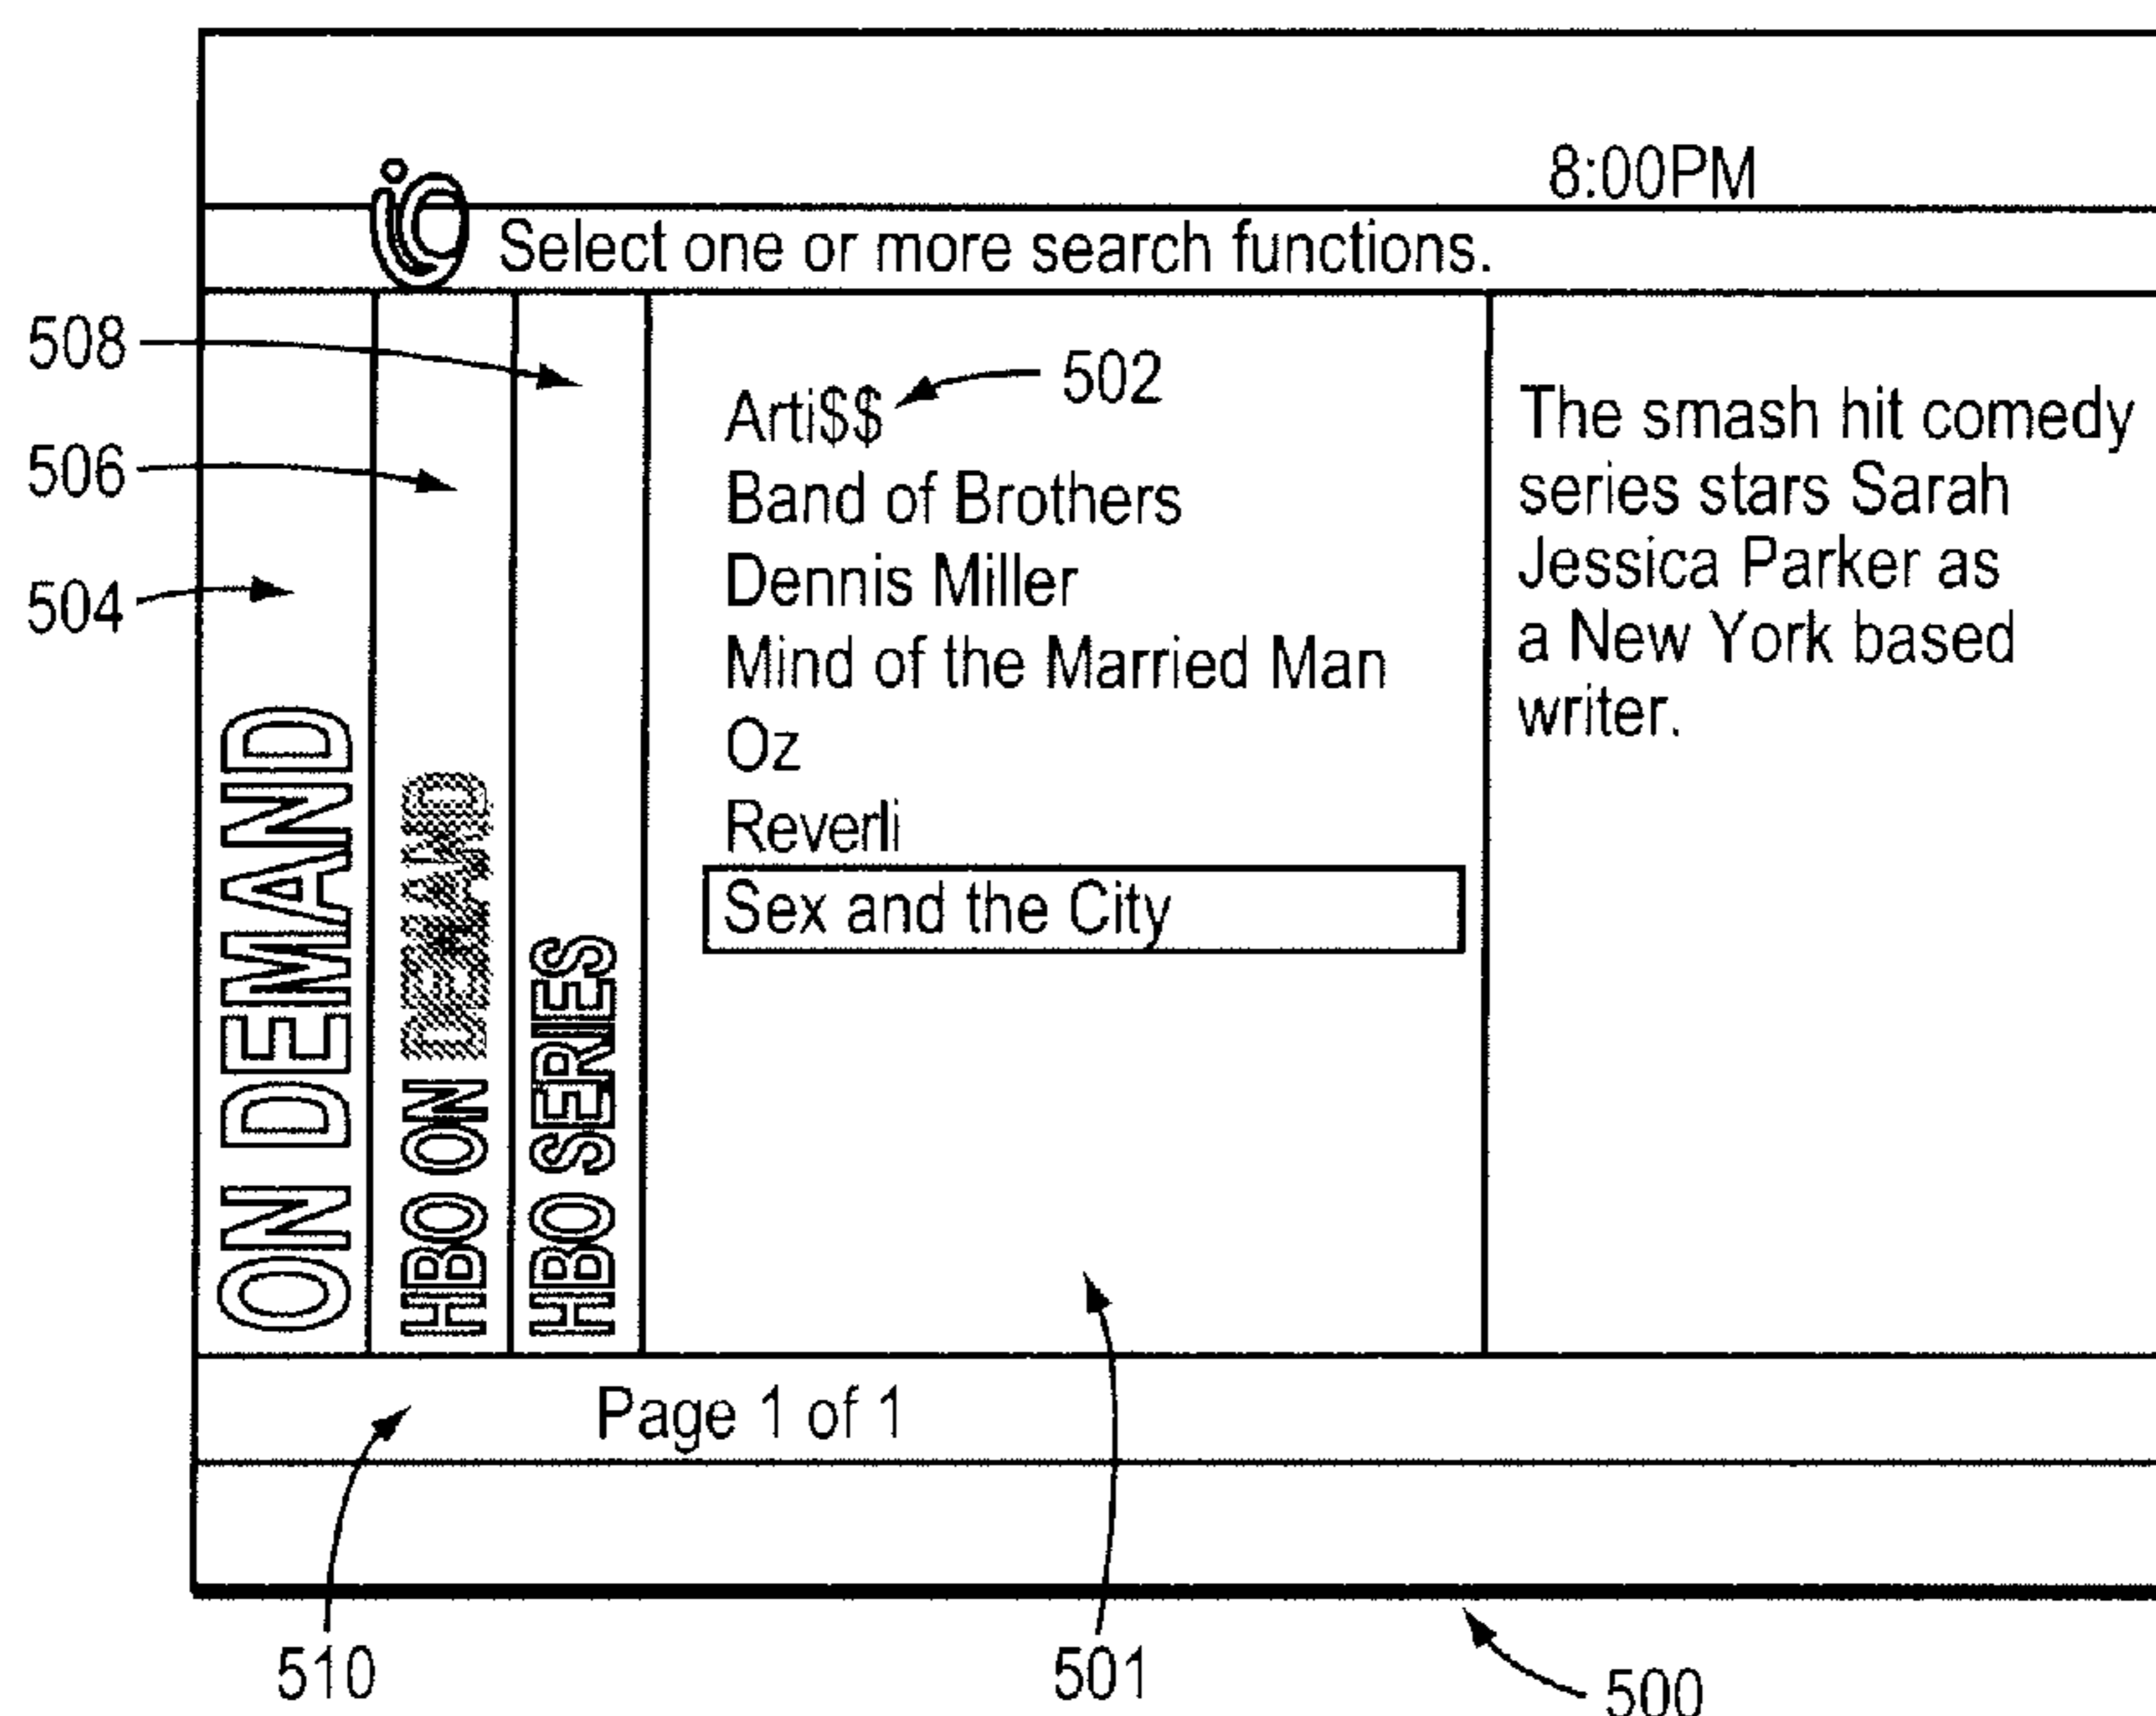 8:00PM
iO Select one or more search functions.
508
506
504
ON DEMAND
HBO ON DEMAND
HBO SERIES
502
Arti$$
Band of Brothers
Dennis Miller
Mind of the Married Man
Oz
Reverli
Sex and the City
The smash hit comedy
series stars Sarah
Jessica Parker as
a New York based
writer.
Page 1 of 1
510
501
500